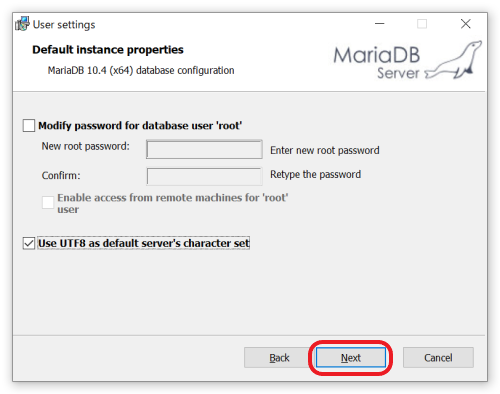 User settings
Default instance properties
MariaDB 10.4 (x64) database configuration
MariaDB
Server
Modify password for database user 'root'
New root password: Enter new root password
Confirm: Retype the password
Enable access from remote machines for 'root'
user
Use UTF8 as default server's character set
Back Next Cancel